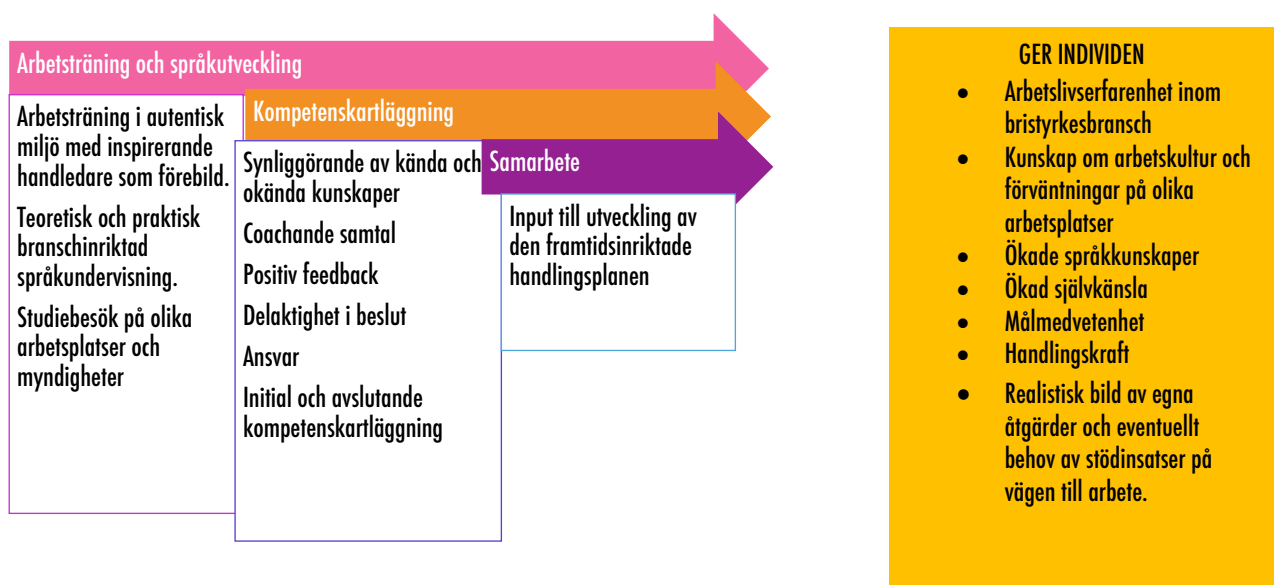 Arbetsträning och språkutveckling
Arbetsträning i autentisk
miljö med inspirerande
handledare som förebild.
Teoretisk och praktisk
branschinriktad
språkundervisning.
Studiebesök på olika
arbetsplatser och
myndigheter
Kompetenskartläggning
Synliggörande av kända och
okända kunskaper
Coachande samtal
Positiv feedback
Delaktighet i beslut
Ansvar
Initial och avslutande
kompetenskartläggning
Samarbete
Input till utveckling av
den framtidsinriktade
handlingsplanen
GER INDIVIDEN
● Arbetslivserfarenhet inom
bristyrkesbransch
● Kunskap om arbetskultur och
förväntningar på olika
arbetsplatser
● Ökade språkkunskaper
● Ökad självkänsla
● Målmedvetenhet
● Handlingskraft
● Realistisk bild av egna
åtgärder och eventuellt
behov av stödinsatser på
vägen till arbete.